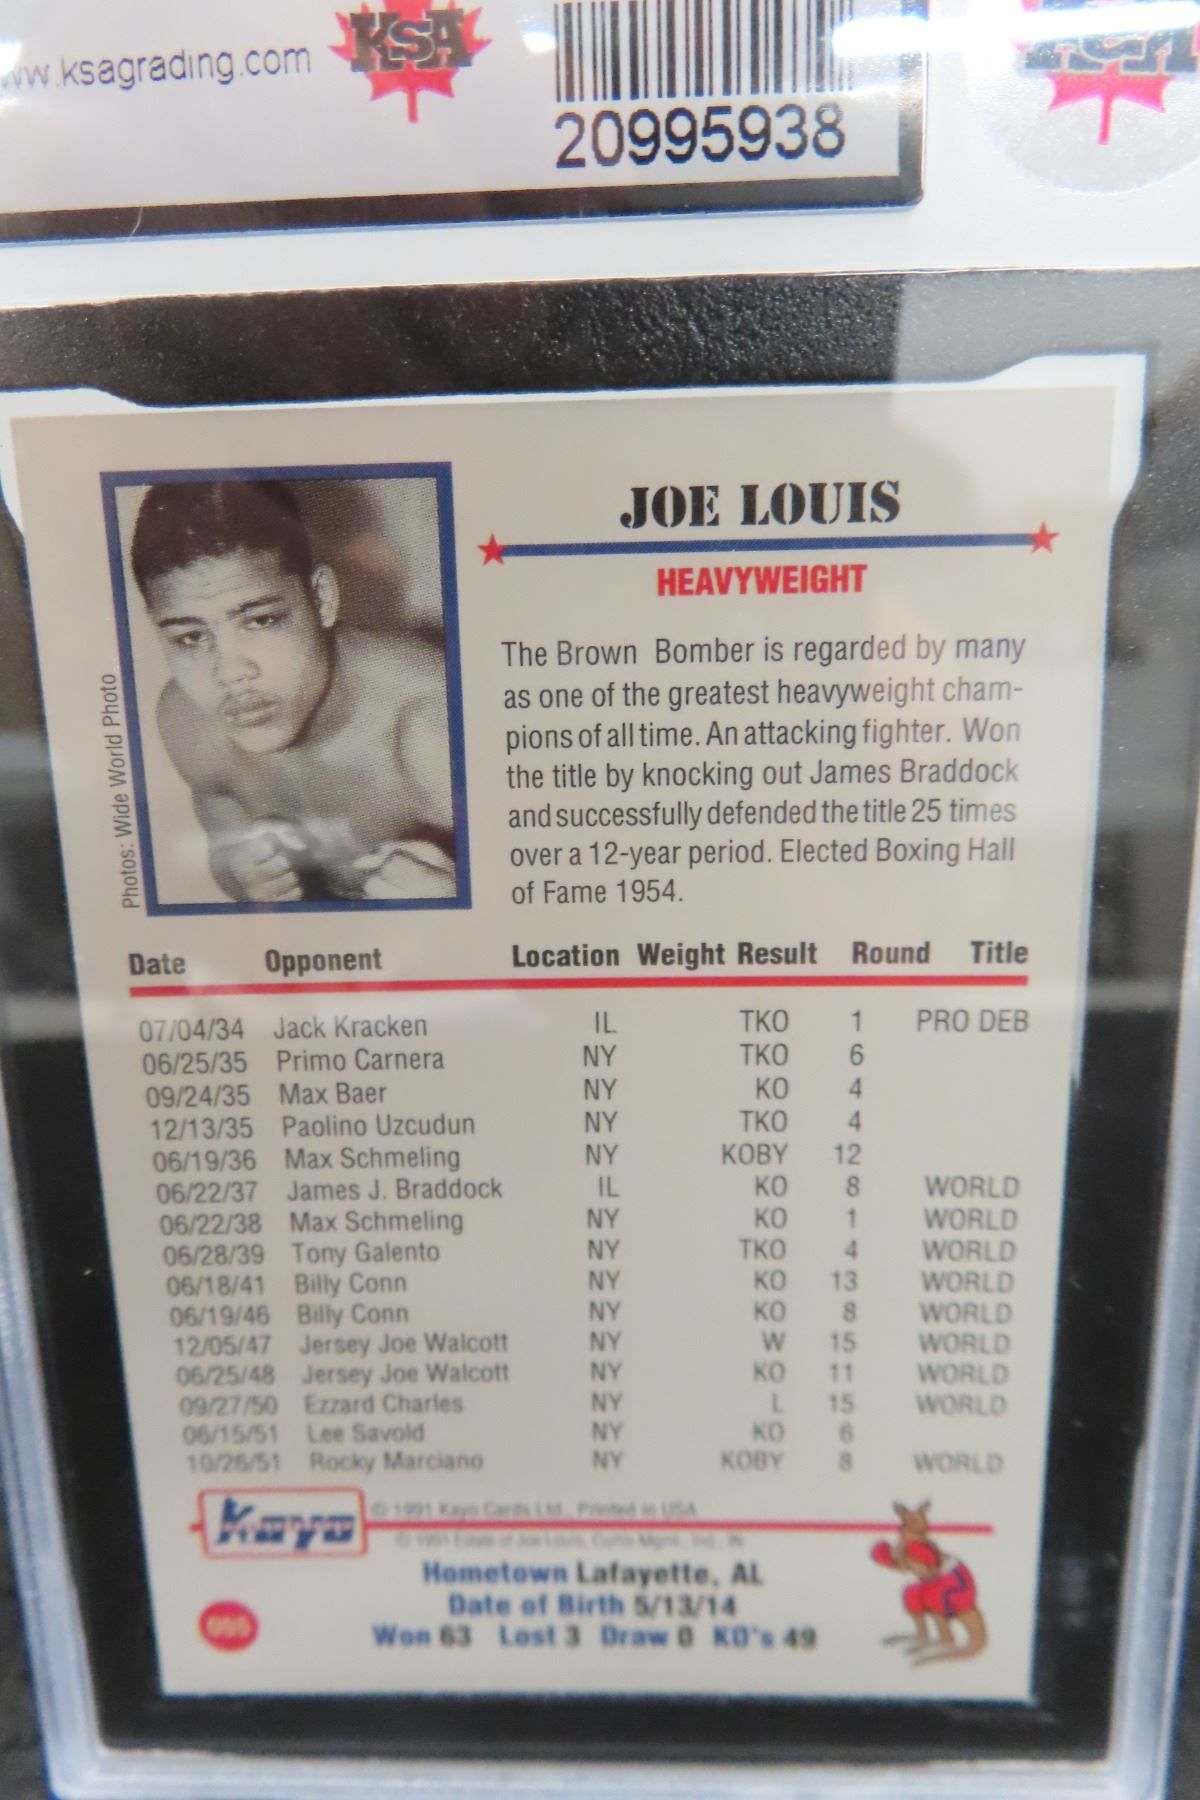 ww.ksagrading.com
KSA
20995938
KSA
JOE LOUIS
HEAVYWEIGHT
The Brown Bomber is regarded by many
as one of the greatest heavyweight cham-
pions of all time. An attacking fighter. Won
the title by knocking out James Braddock
and successfully defended the title 25 times
over a 12-year period. Elected Boxing Hall
of Fame 1954.
Photos: Wide World Photo
Date Opponent Location Weight Result Round Title
07/04/34 Jack Kracken IL TKO 1 PRO DEB
06/25/35 Primo Carnera NY TKO 6
09/24/35 Max Baer NY KO 4
12/13/35 Paolino Uzcudun NY TKO 4
06/19/36 Max Schmeling NY KOBY 12
06/22/37 James J. Braddock IL KO 8 WORLD
06/22/38 Max Schmeling NY KO 1 WORLD
06/28/39 Tony Galento NY TKO 4 WORLD
06/18/41 Billy Conn NY KO 13 WORLD
06/19/46 Billy Conn NY KO 8 WORLD
12/05/47 Jersey Joe Walcott NY W 15 WORLD
06/25/48 Jersey Joe Walcott NY KO 11 WORLD
09/27/50 Ezzard Charles NY L 15 WORLD
06/15/51 Lee Savold NY KO 6
10/26/51 Rocky Marciano NY KOBY 8 WORLD
Kayo
© 1991 Kayo Cards Ltd., Printed in USA
© 1991 Estate of Joe Louis, Curtis Mgmt., Ind., IN
Hometown Lafayette, AL
Date of Birth 5/13/14
Won 63 Lost 3 Draw 0 KO's 49